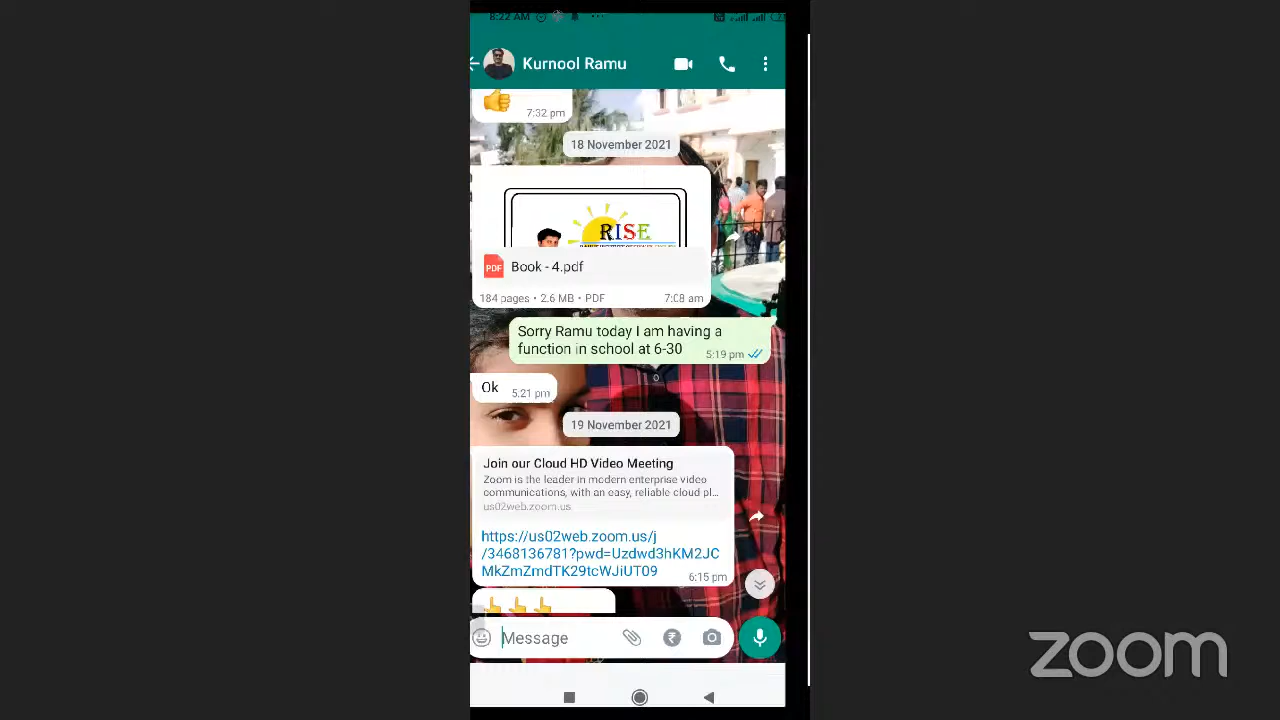 8:22 AM
Kurnool Ramu
7:32 pm
18 November 2021
RISE
PDF
Book - 4.pdf
184 pages • 2.6 MB • PDF
7:08 am
Sorry Ramu today I am having a
function in school at 6-30
5:19 pm
Ok
5:21 pm
19 November 2021
Join our Cloud HD Video Meeting
Zoom is the leader in modern enterprise video
communications, with an easy, reliable cloud pl...
us02web.zoom.us
https://us02web.zoom.us/j
/3468136781?pwd=Uzdwd3hKM2JC
MkZmZmdTK29tcWJiUT09
6:15 pm
Message
zoom